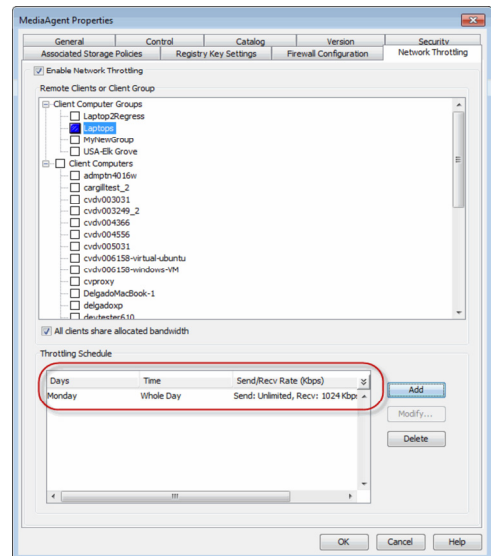 MediaAgent Properties
General Control Catalog Version Security
Associated Storage Policies Registry Key Settings Firewall Configuration Network Throttling
Enable Network Throttling
Remote Clients or Client Group
Client Computer Groups
Laptop2Regress
Laptops
MyNewGroup
USA-Elk Grove
Client Computers
admptn4016w
cargilltest_2
cvdv003031
cvdv003249_2
cvdv004366
cvdv004556
cvdv005031
cvdv006158-virtual-ubuntu
cvdv006158-windows-VM
cvproxy
DelgadoMacBook-1
delgadoxp
devtester610
All clients share allocated bandwidth
Throttling Schedule
Days Time Send/Recv Rate (Kbps)
Monday Whole Day Send: Unlimited, Recv: 1024 Kbps
Add
Modify...
Delete
OK Cancel Help